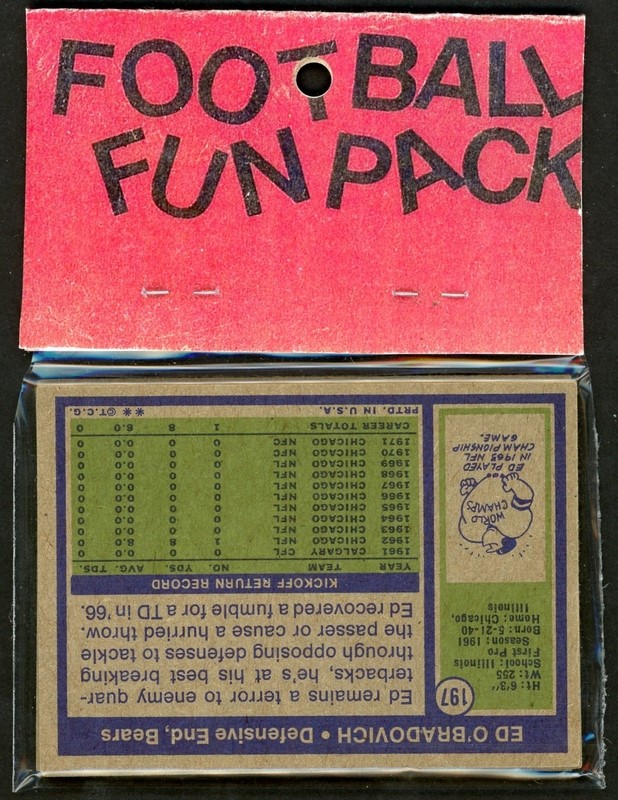 FOOTBALL
FUN PACK
ED O'BRADOVICH • Defensive End, Bears
197
Ht: 6'3"
Wt: 255
School: Illinois
First Pro
Season: 1961
Born: 5-21-40
Home: Chicago,
Illinois
WORLD
CHAMPS
ED PLAYED
IN 1963 NFL
CHAMPIONSHIP
GAME.
Ed remains a terror to enemy quar-
terbacks, he's at his best breaking
through opposing defenses to tackle
the passer or cause a hurried throw.
Ed recovered a fumble for a TD in '66.
KICKOFF RETURN RECORD
YEAR TEAM NO. YDS. AVG. TDS.
1961 CALGARY CFL 0 0 0.0 0
1962 CHICAGO NFL 1 8 8.0 0
1963 CHICAGO NFL 0 0 0.0 0
1964 CHICAGO NFL 0 0 0.0 0
1965 CHICAGO NFL 0 0 0.0 0
1966 CHICAGO NFL 0 0 0.0 0
1967 CHICAGO NFL 0 0 0.0 0
1968 CHICAGO NFL 0 0 0.0 0
1969 CHICAGO NFL 0 0 0.0 0
1970 CHICAGO NFC 0 0 0.0 0
1971 CHICAGO NFC 0 0 0.0 0
CAREER TOTALS 1 8 8.0 0
PRTD. IN U.S.A. ✱ ✱ ©T.C.G.